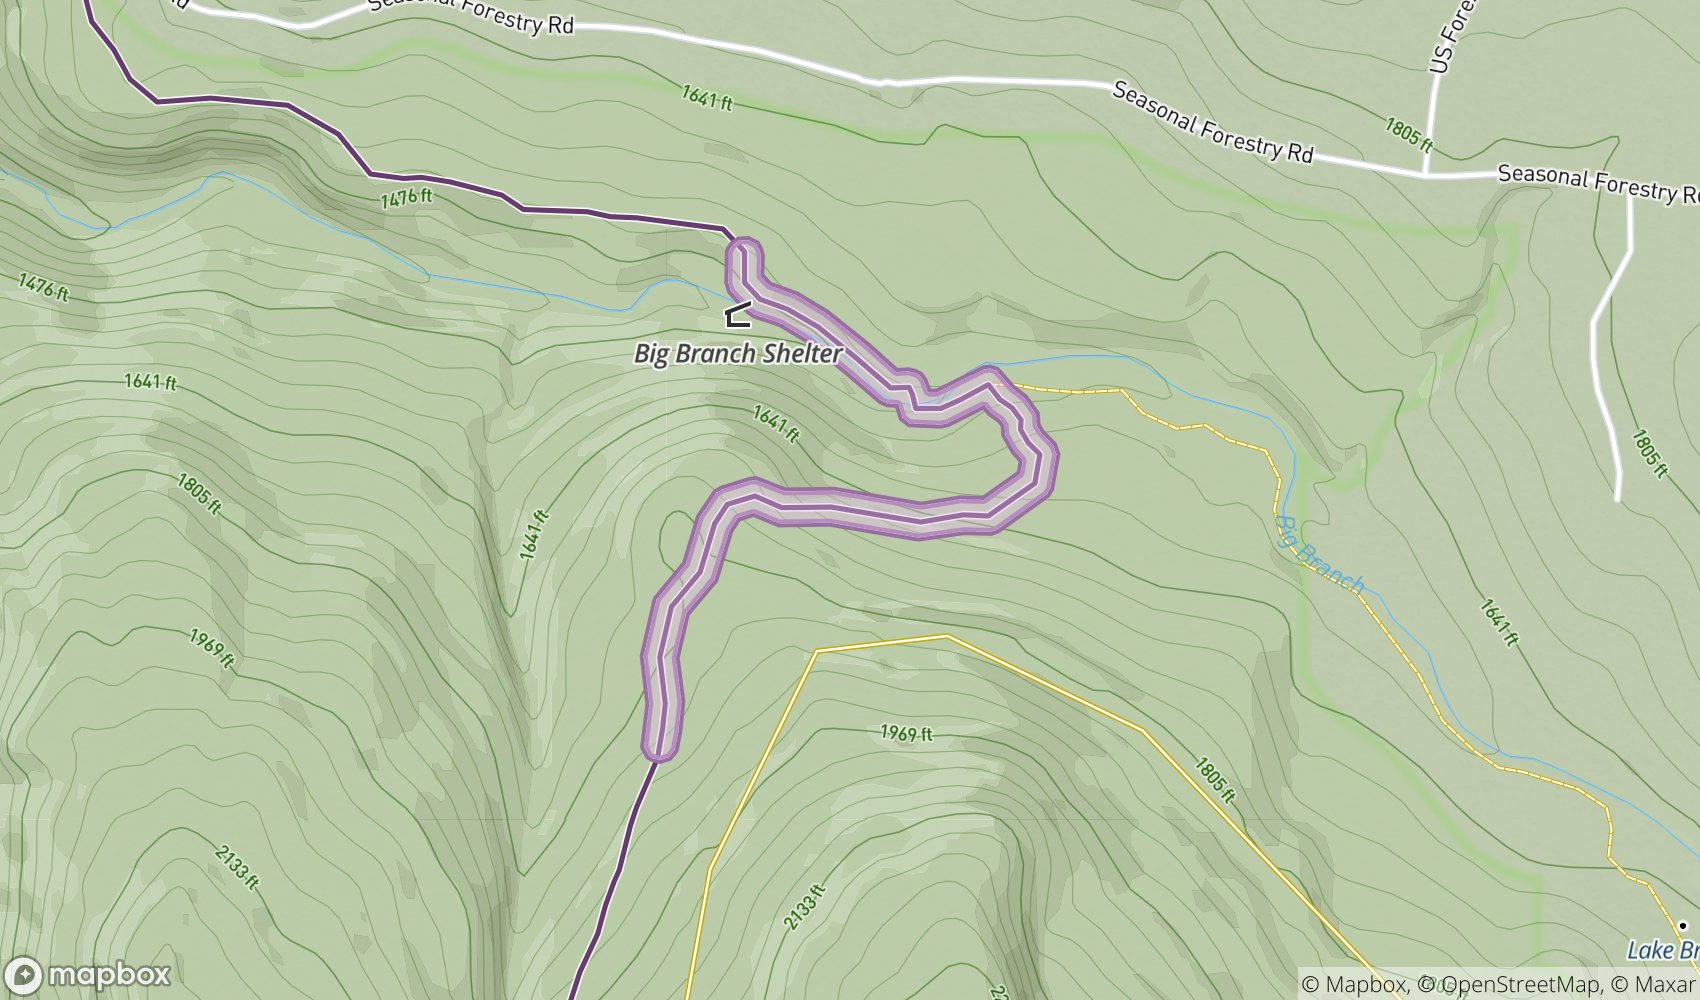 Seasonal Forestry Rd
1641 ft
Seasonal Forestry Rd
1805 ft
Seasonal Forestry Rd
1476 ft
1476 ft
Big Branch Shelter
1641 ft
1641 ft
1805 ft
1805 ft
1641 ft
Big Branch
1641 ft
1969 ft
1969 ft
1805 ft
2133 ft
2133 ft
mapbox
© Mapbox, © OpenStreetMap, © Maxar